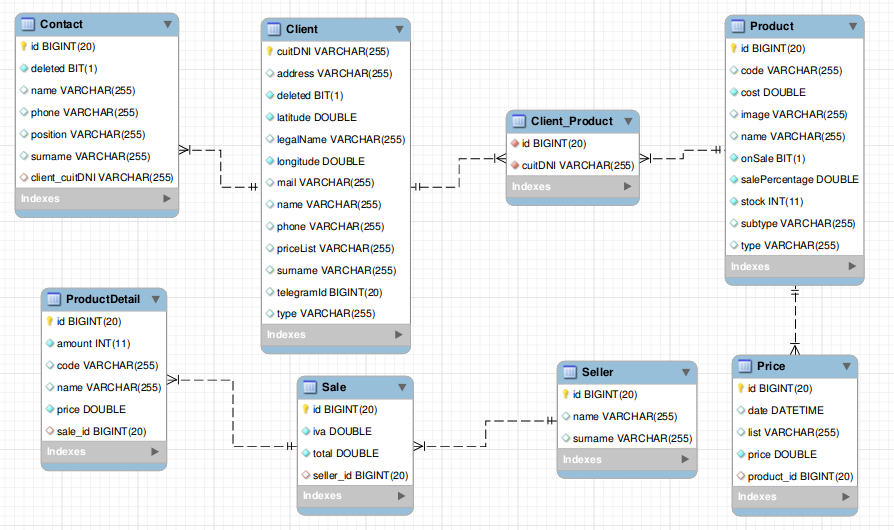 Contact
id BIGINT(20)
deleted BIT(1)
name VARCHAR(255)
phone VARCHAR(255)
position VARCHAR(255)
surname VARCHAR(255)
client_cuitDNI VARCHAR(255)
Indexes
Client
cuitDNI VARCHAR(255)
address VARCHAR(255)
deleted BIT(1)
latitude DOUBLE
legalName VARCHAR(255)
longitude DOUBLE
mail VARCHAR(255)
name VARCHAR(255)
phone VARCHAR(255)
priceList VARCHAR(255)
surname VARCHAR(255)
telegramId BIGINT(20)
type VARCHAR(255)
Indexes
Client_Product
id BIGINT(20)
cuitDNI VARCHAR(255)
Indexes
Product
id BIGINT(20)
code VARCHAR(255)
cost DOUBLE
image VARCHAR(255)
name VARCHAR(255)
onSale BIT(1)
salePercentage DOUBLE
stock INT(11)
subtype VARCHAR(255)
type VARCHAR(255)
Indexes
ProductDetail
id BIGINT(20)
amount INT(11)
code VARCHAR(255)
name VARCHAR(255)
price DOUBLE
sale_id BIGINT(20)
Indexes
Sale
id BIGINT(20)
iva DOUBLE
total DOUBLE
seller_id BIGINT(20)
Indexes
Seller
id BIGINT(20)
name VARCHAR(255)
surname VARCHAR(255)
Indexes
Price
id BIGINT(20)
date DATETIME
list VARCHAR(255)
price DOUBLE
product_id BIGINT(20)
Indexes